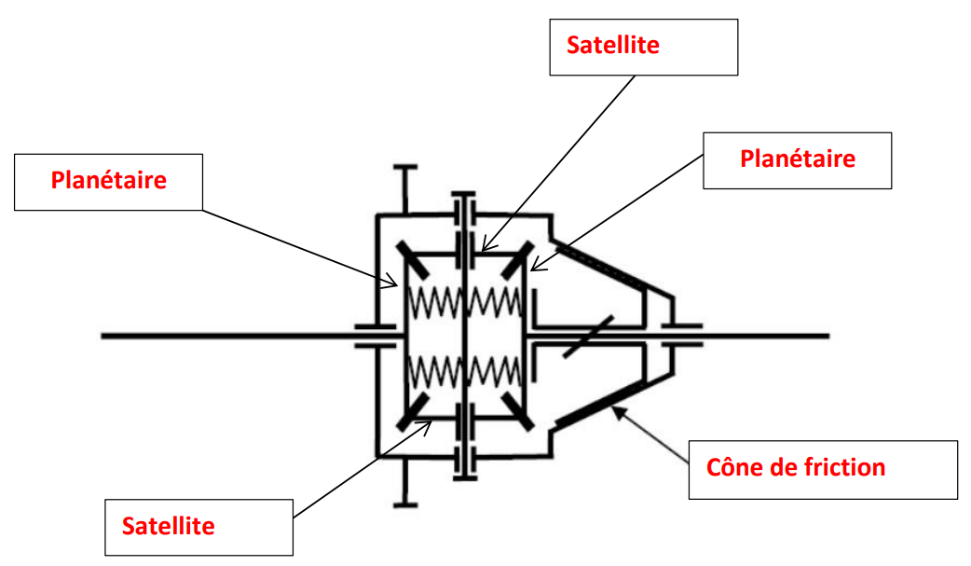 Satellite
Planétaire
Planétaire
Cône de friction
Satellite